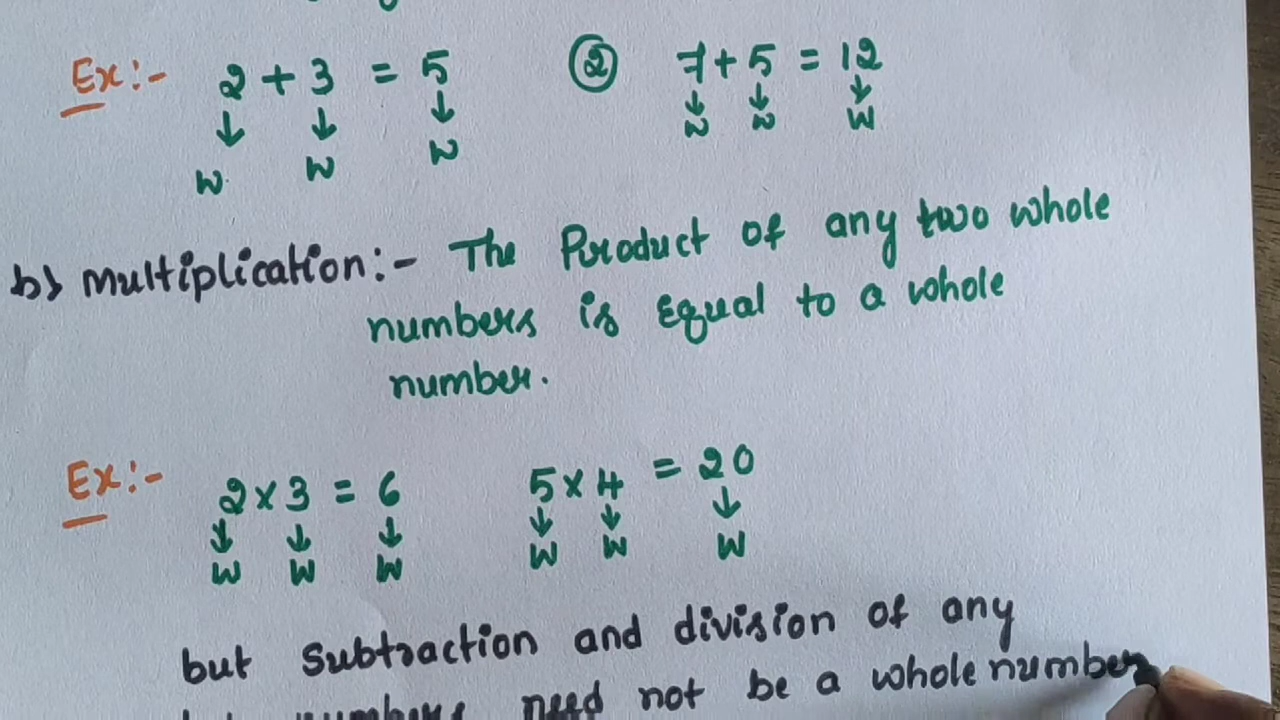 Ex:- 2 + 3 = 5 ② 7+5 = 12
↓ ↓ ↓ ↓ ↓ ↓
W W W W W W
b) Multiplication:- The Product of any two whole
numbers is Equal to a whole
number.
Ex:- 2 × 3 = 6 5 × 4 = 20
↓ ↓ ↓ ↓ ↓ ↓
W W W W W W
but subtraction and division of any
numbers need not be a whole number